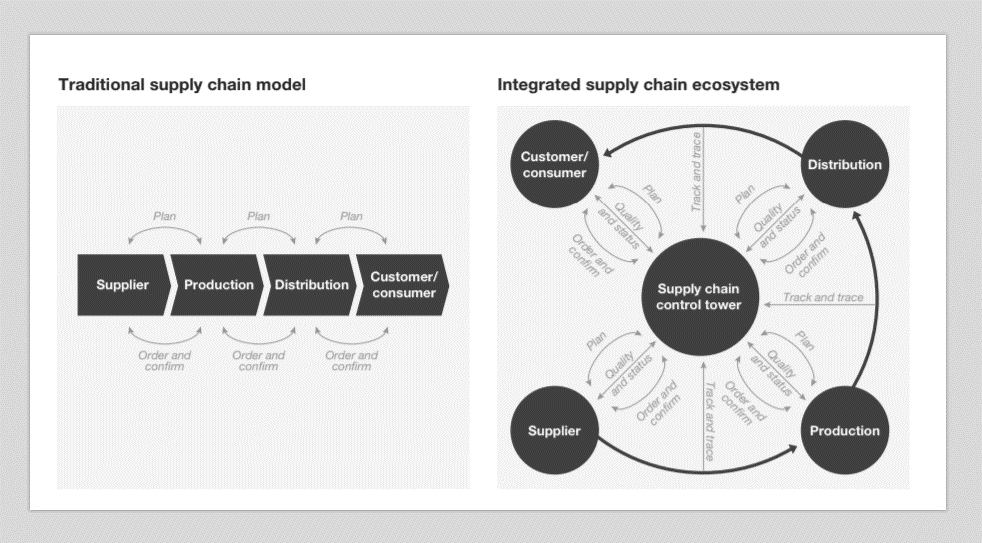 Traditional supply chain model
Plan
Plan
Plan
Supplier
Production
Distribution
Customer/
consumer
Order and
confirm
Order and
confirm
Order and
confirm
Integrated supply chain ecosystem
Customer/
consumer
Distribution
Track and trace
Plan
Quality
and status
Order and
confirm
Plan
Quality
and status
Order and
confirm
Supply chain
control tower
Track and trace
Plan
Quality
and status
Order and
confirm
Track and trace
Plan
Quality
and status
Order and
confirm
Supplier
Production